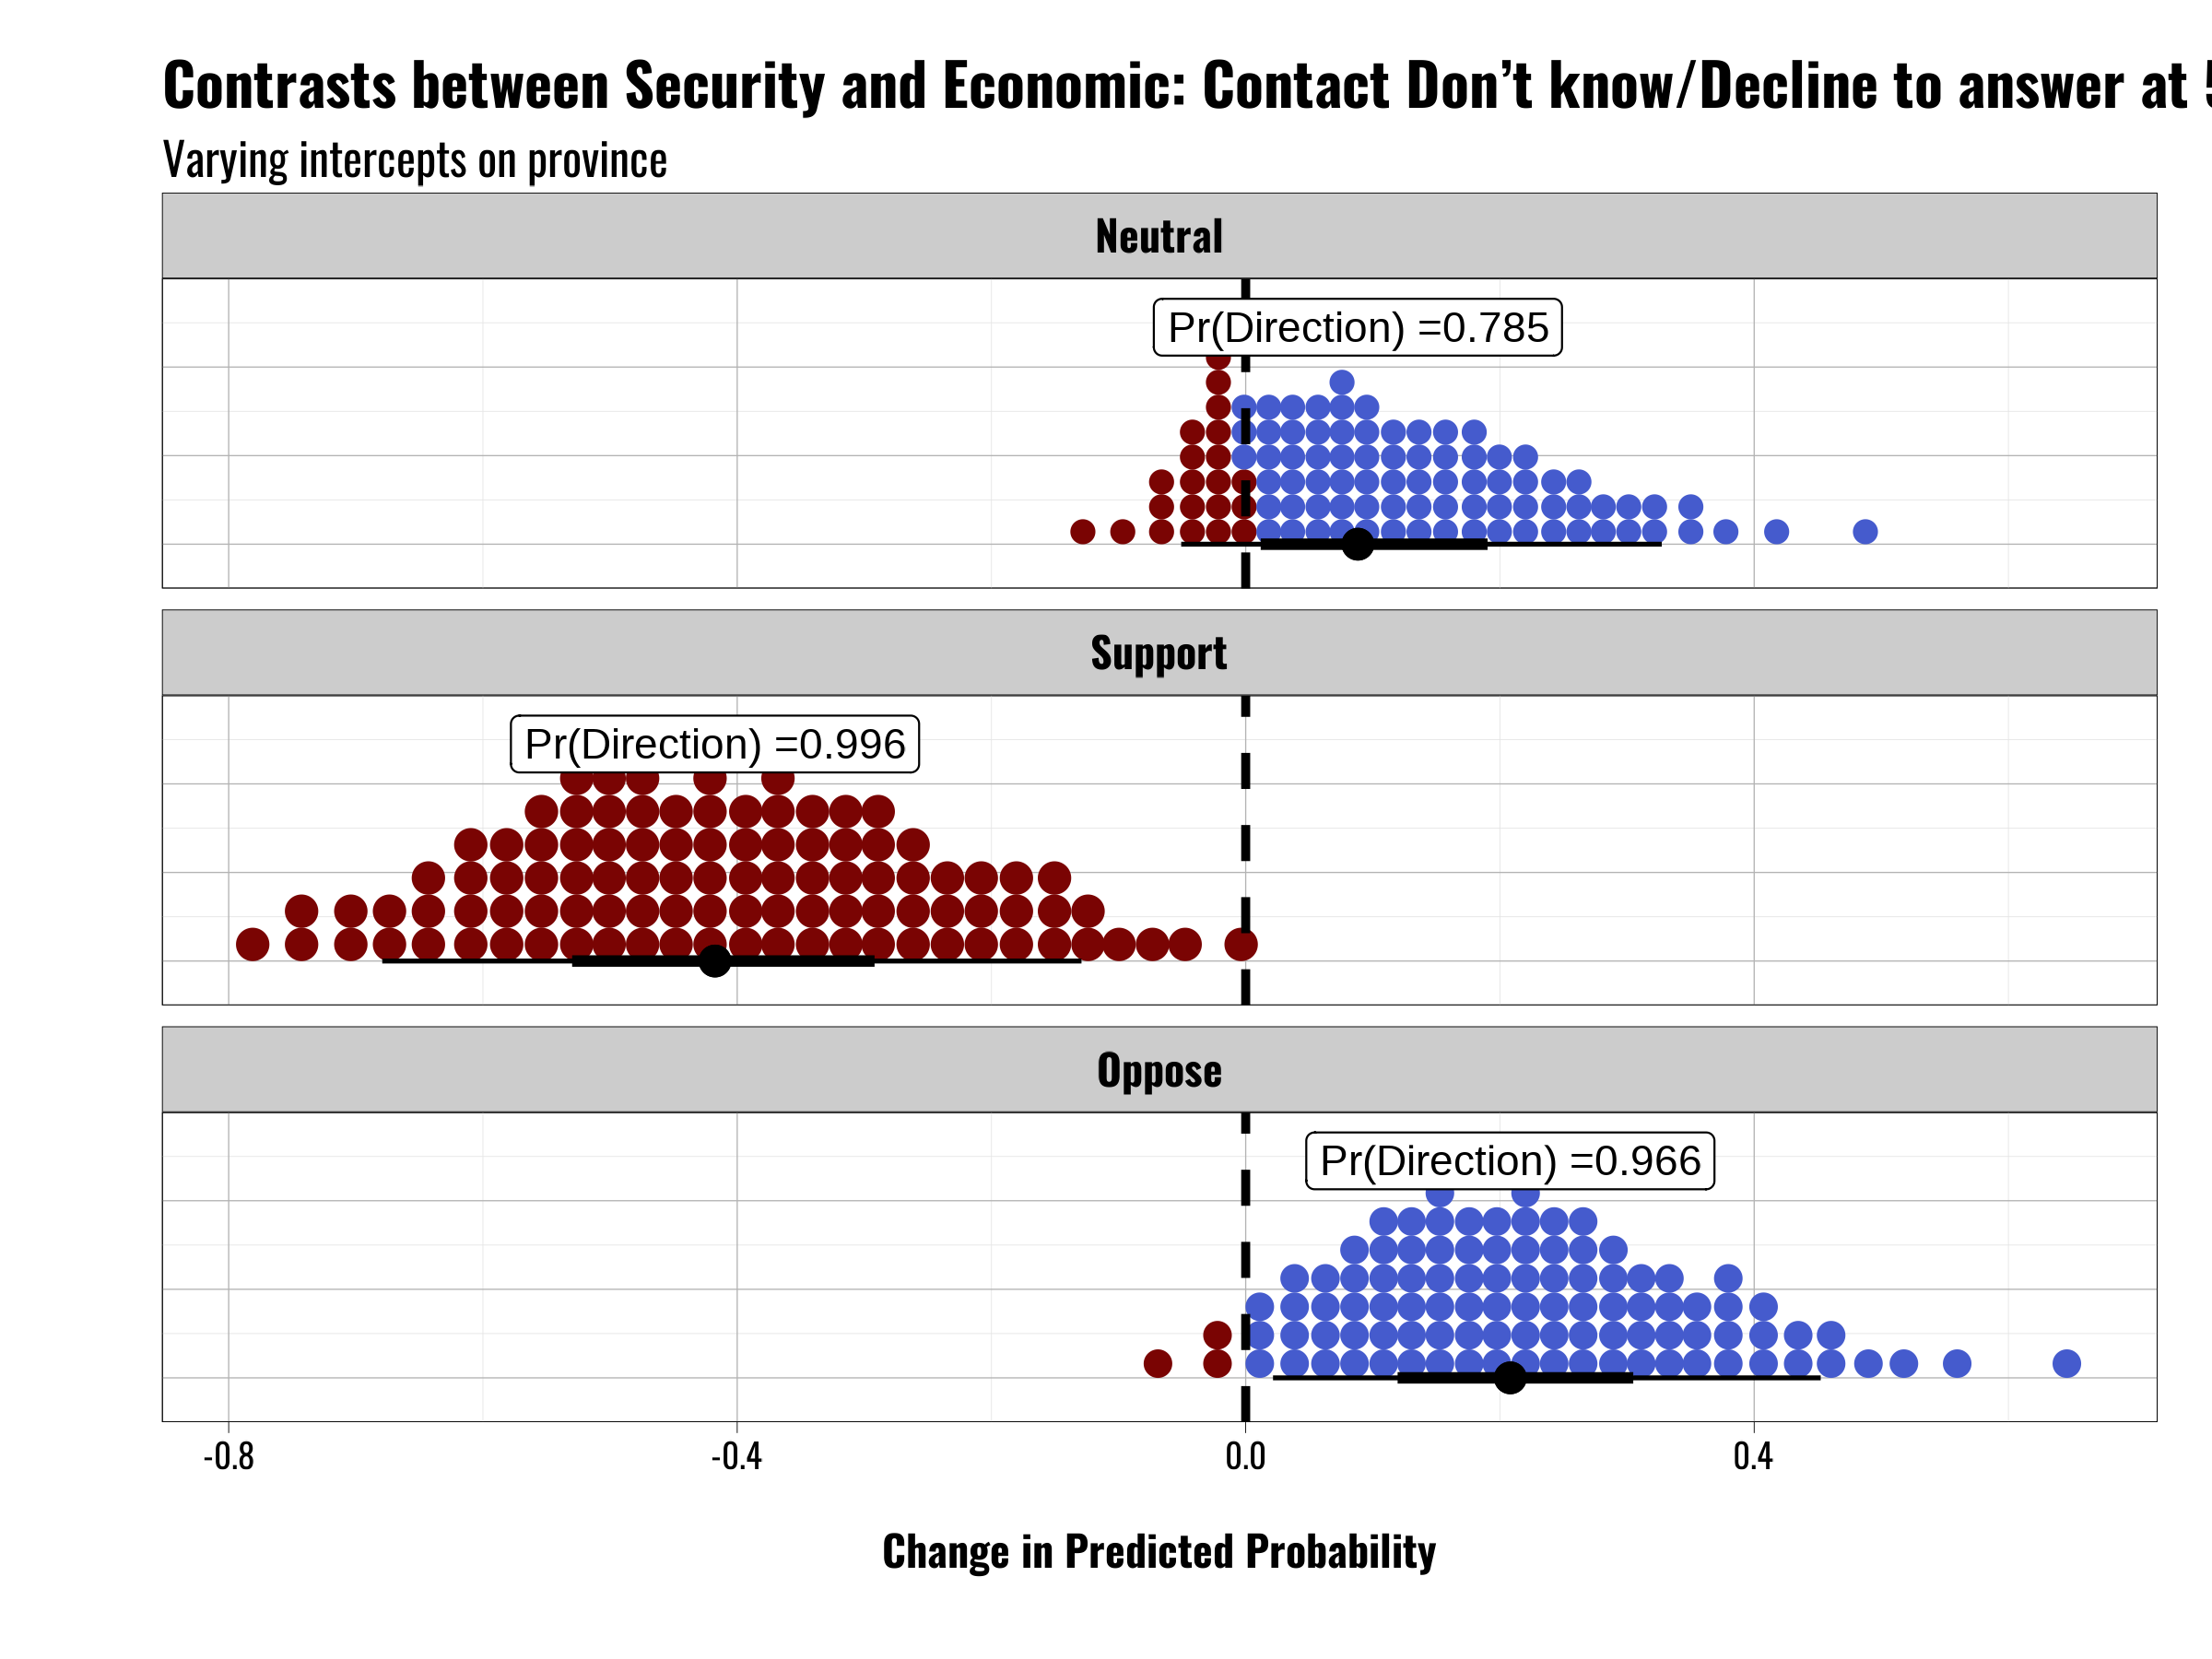 Contrasts between Security and Economic: Contact Don’t know/Decline to answer at
Varying intercepts on province
Neutral
Pr(Direction) =0.785
Support
Pr(Direction) =0.996
Oppose
Pr(Direction) =0.966
-0.8 -0.4 0.0 0.4
Change in Predicted Probability